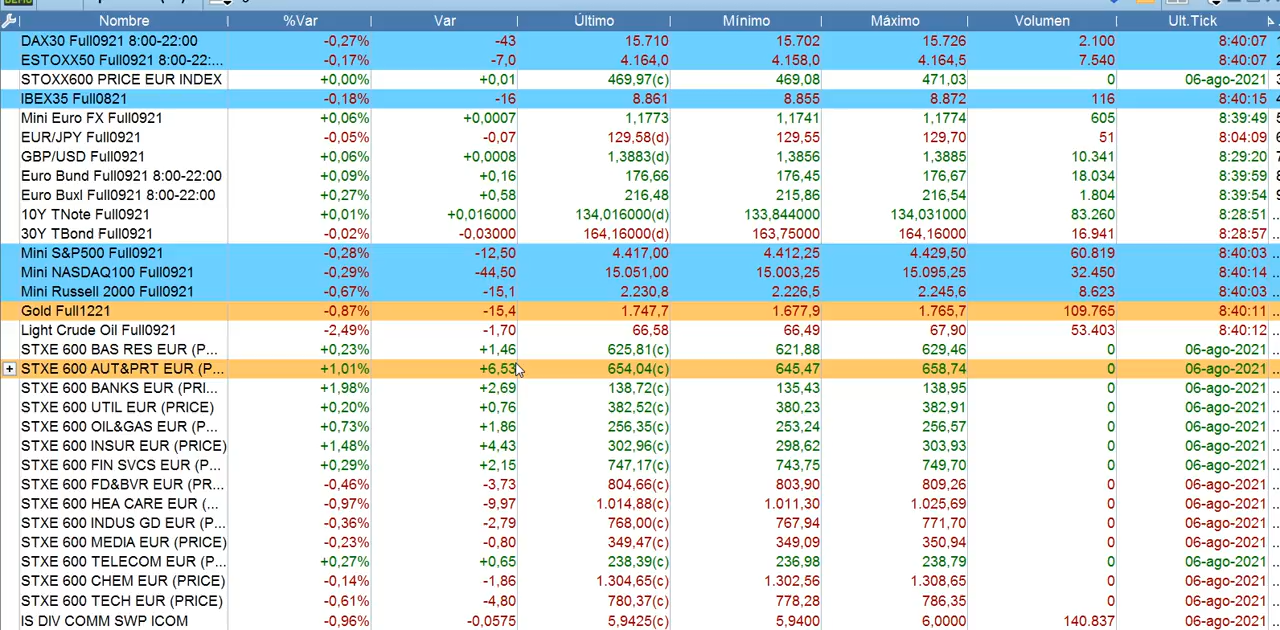 Nombre %Var Var Último Mínimo Máximo Volumen Ult.Tick
DAX30 Full0921 8:00-22:00 -0,27% -43 15.710 15.702 15.726 2.100 8:40:07
ESTOXX50 Full0921 8:00-22:... -0,17% -7,0 4.164,0 4.158,0 4.164,5 7.540 8:40:07
STOXX600 PRICE EUR INDEX +0,00% +0,01 469,97(c) 469,08 471,03 0 06-ago-2021
IBEX35 Full0821 -0,18% -16 8.861 8.855 8.872 116 8:40:15
Mini Euro FX Full0921 +0,06% +0,0007 1,1773 1,1741 1,1774 605 8:39:49
EUR/JPY Full0921 -0,05% -0,07 129,58(d) 129,55 129,70 51 8:04:09
GBP/USD Full0921 +0,06% +0,0008 1,3883(d) 1,3856 1,3885 10.341 8:29:20
Euro Bund Full0921 8:00-22:00 +0,09% +0,16 176,66 176,45 176,67 18.034 8:39:59
Euro Buxl Full0921 8:00-22:00 +0,27% +0,58 216,48 215,86 216,54 1.804 8:39:54
10Y TNote Full0921 +0,01% +0,016000 134,016000(d) 133,844000 134,031000 83.260 8:28:51
30Y TBond Full0921 -0,02% -0,03000 164,16000(d) 163,75000 164,16000 16.941 8:28:57
Mini S&P500 Full0921 -0,28% -12,50 4.417,00 4.412,25 4.429,50 60.819 8:40:03
Mini NASDAQ100 Full0921 -0,29% -44,50 15.051,00 15.003,25 15.095,25 32.450 8:40:14
Mini Russell 2000 Full0921 -0,67% -15,1 2.230,8 2.226,5 2.245,6 8.623 8:40:03
Gold Full1221 -0,87% -15,4 1.747,7 1.677,9 1.765,7 109.765 8:40:11
Light Crude Oil Full0921 -2,49% -1,70 66,58 66,49 67,90 53.403 8:40:12
STXE 600 BAS RES EUR (P... +0,23% +1,46 625,81(c) 621,88 629,46 0 06-ago-2021
STXE 600 AUT&PRT EUR (P... +1,01% +6,53 654,04(c) 645,47 658,74 0 06-ago-2021
STXE 600 BANKS EUR (PRI... +1,98% +2,69 138,72(c) 135,43 138,95 0 06-ago-2021
STXE 600 UTIL EUR (PRICE) +0,20% +0,76 382,52(c) 380,23 382,91 0 06-ago-2021
STXE 600 OIL&GAS EUR (P... +0,73% +1,86 256,35(c) 253,24 256,57 0 06-ago-2021
STXE 600 INSUR EUR (PRICE) +1,48% +4,43 302,96(c) 298,62 303,93 0 06-ago-2021
STXE 600 FIN SVCS EUR (P... +0,29% +2,15 747,17(c) 743,75 749,70 0 06-ago-2021
STXE 600 FD&BVR EUR (PR... -0,46% -3,73 804,66(c) 803,90 809,26 0 06-ago-2021
STXE 600 HEA CARE EUR (... -0,97% -9,97 1.014,88(c) 1.011,30 1.025,69 0 06-ago-2021
STXE 600 INDUS GD EUR (P... -0,36% -2,79 768,00(c) 767,94 771,70 0 06-ago-2021
STXE 600 MEDIA EUR (PRICE) -0,23% -0,80 349,47(c) 349,09 350,94 0 06-ago-2021
STXE 600 TELECOM EUR (P... +0,27% +0,65 238,39(c) 236,98 238,79 0 06-ago-2021
STXE 600 CHEM EUR (PRICE) -0,14% -1,86 1.304,65(c) 1.302,56 1.308,65 0 06-ago-2021
STXE 600 TECH EUR (PRICE) -0,61% -4,80 780,37(c) 778,28 786,35 0 06-ago-2021
IS DIV COMM SWP ICOM -0,96% -0,0575 5,9425(c) 5,9400 6,0000 140.837 06-ago-2021